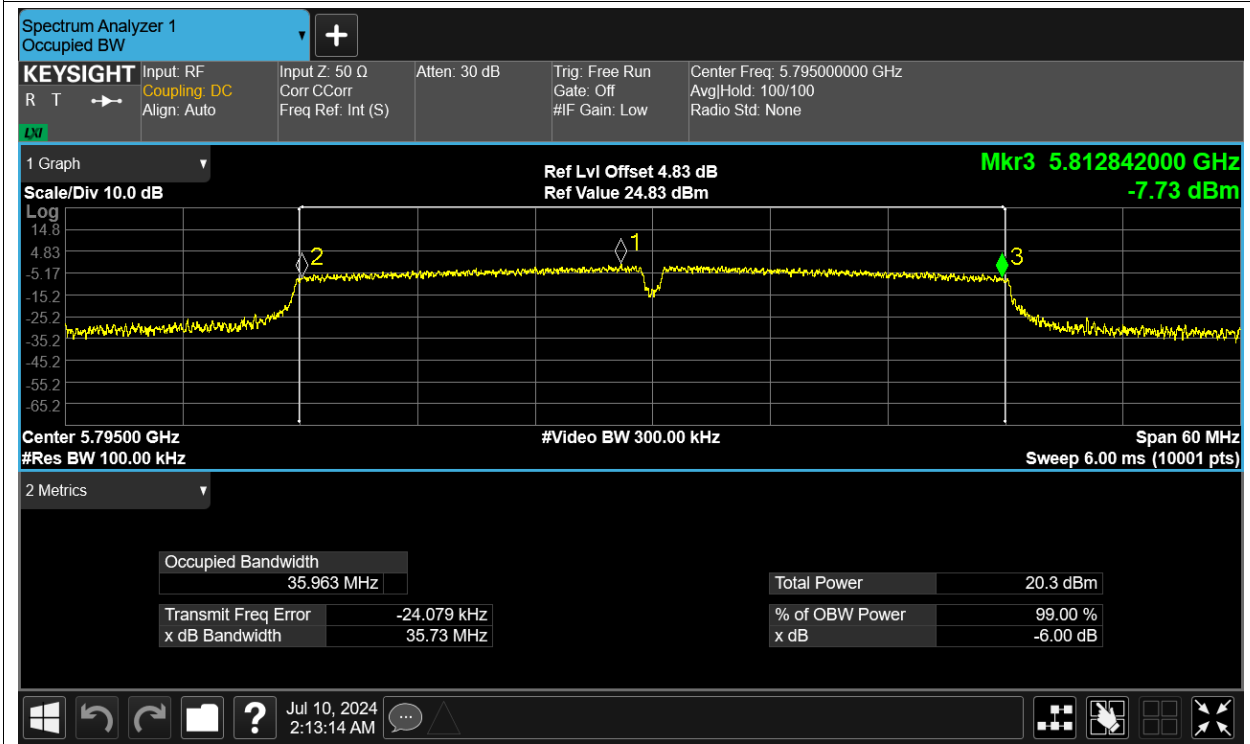 Spectrum Analyzer 1
Occupied BW
KEYSIGHT Input: RF Input Z: 50 Ω Atten: 30 dB Trig: Free Run Center Freq: 5.795000000 GHz
R T Coupling: DC Corr CCorr Gate: Off Avg|Hold: 100/100
Align: Auto Freq Ref: Int (S) #IF Gain: Low Radio Std: None
LXI
1 Graph Ref Lvl Offset 4.83 dB Mkr3 5.812842000 GHz
Scale/Div 10.0 dB Ref Value 24.83 dBm -7.73 dBm
Log
14.8
4.83
-5.17
-15.2
-25.2
-35.2
-45.2
-55.2
-65.2
2
1
3
Center 5.79500 GHz #Video BW 300.00 kHz Span 60 MHz
#Res BW 100.00 kHz Sweep 6.00 ms (10001 pts)
2 Metrics
Occupied Bandwidth
35.963 MHz Total Power 20.3 dBm
Transmit Freq Error -24.079 kHz % of OBW Power 99.00 %
x dB Bandwidth 35.73 MHz x dB -6.00 dB
? Jul 10, 2024
2:13:14 AM